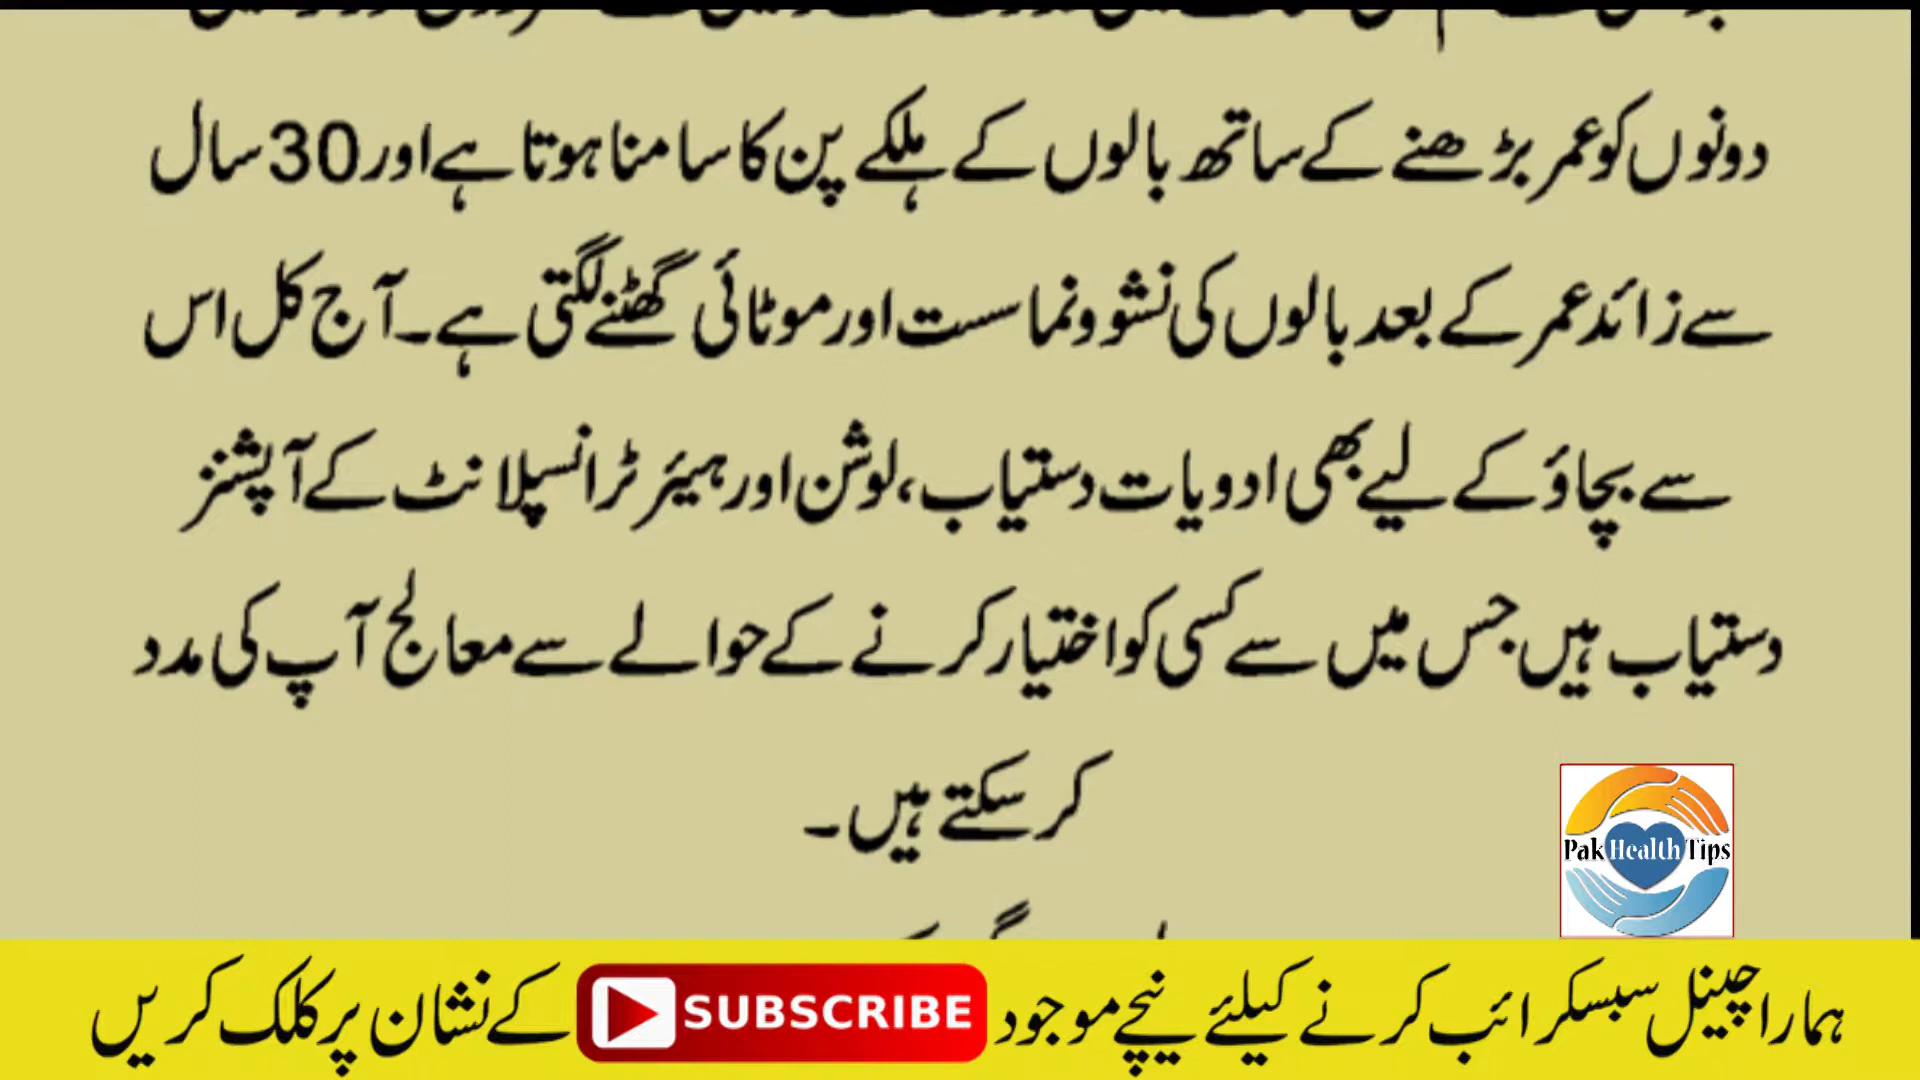 دونوں کو عمر بڑھنے کے ساتھ بالوں کے ہلکے پن کا سامنا ہوتا ہے اور 30 سال
سے زائد عمر کے بعد بالوں کی نشوونما سست اور موٹائی گھٹنے لگتی ہے۔ آج کل اس
سے بچاؤ کے لیے بھی ادویات دستیاب، لوشن اور ہیئر ٹرانسپلانٹ کے آپشنز
دستیاب ہیں جس میں سے کسی کو اختیار کرنے کے حوالے سے معالج آپ کی مدد
کر سکتے ہیں۔
Pak Health Tips
ہمارا چینل سبسکرائب کرنے کیلئے نیچے موجود SUBSCRIBE کے نشان پر کلک کریں